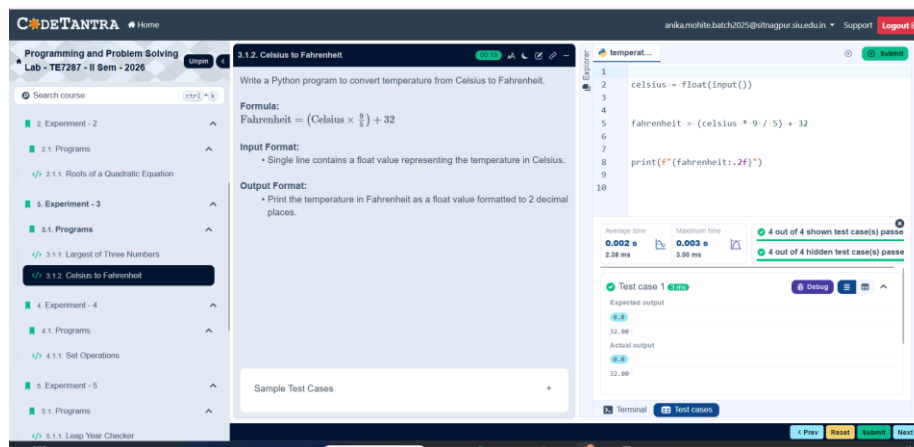 CODETANTRA Home anika.mohite.batch2025@sitnagpur.siu.edu.in Support Logout
Programming and Problem Solving Lab - TE7287 - II Sem - 2026
Unpin
Search course ctrl + k
2. Experiment - 2
2.1. Programs
</> 2.1.1. Roots of a Quadratic Equation
3. Experiment - 3
3.1. Programs
</> 3.1.1. Largest of Three Numbers
</> 3.1.2. Celsius to Fahrenheit
4. Experiment - 4
4.1. Programs
</> 4.1.1. Set Operations
5. Experiment - 5
5.1. Programs
</> 5.1.1. Leap Year Checker
3.1.2. Celsius to Fahrenheit 00:19 AA
Write a Python program to convert temperature from Celsius to Fahrenheit.
Formula:
Fahrenheit = (Celsius × 9/5) + 32
Input Format:
• Single line contains a float value representing the temperature in Celsius.
Output Format:
• Print the temperature in Fahrenheit as a float value formatted to 2 decimal
places.
Sample Test Cases +
Explorer
temperat... Submit
1
2 celsius = float(input())
3
4
5 fahrenheit = (celsius * 9 / 5) + 32
6
7
8 print(f"{fahrenheit:.2f}")
9
10
Average time
0.002 s
2.38 ms
Maximum time
0.003 s
3.00 ms
4 out of 4 shown test case(s) passe
4 out of 4 hidden test case(s) passe
Test case 1 3 ms Debug
Expected output
0.0
32.00
Actual output
0.0
32.00
Terminal Test cases
< Prev Reset Submit Next